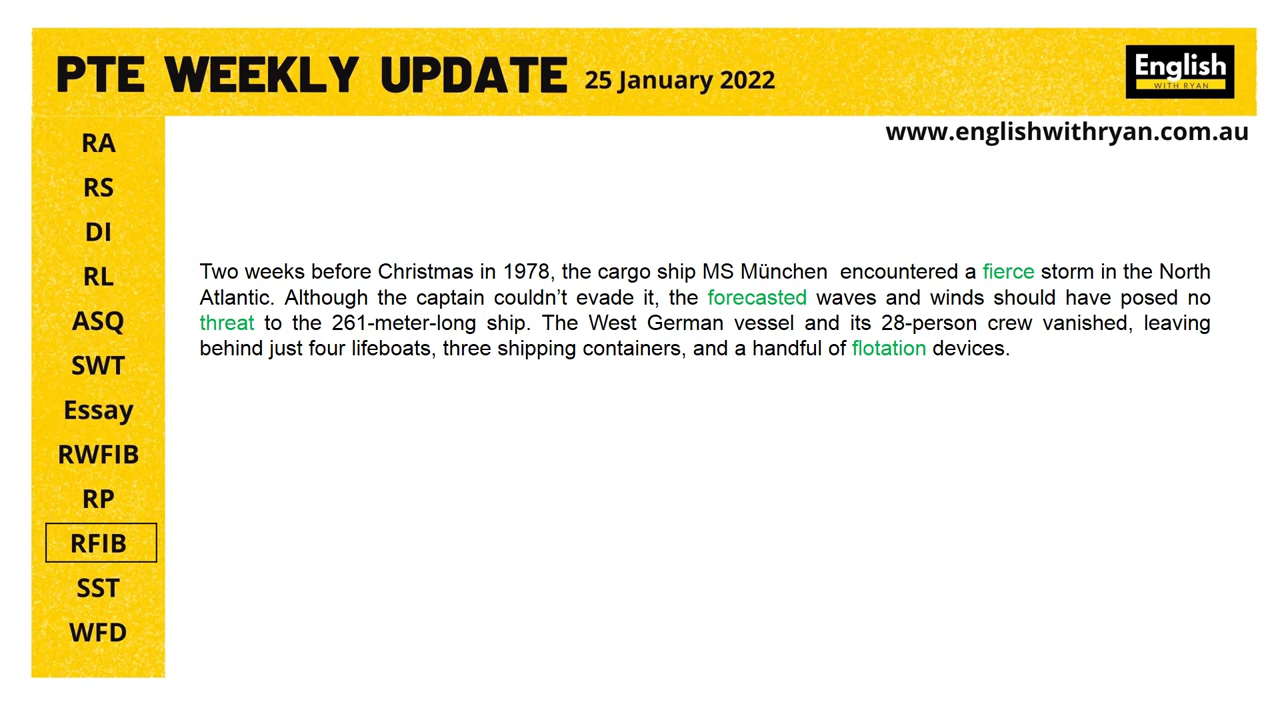 PTE WEEKLY UPDATE 25 January 2022
English
WITH RYAN
www.englishwithryan.com.au
RA
RS
DI
RL
ASQ
SWT
Essay
RWFIB
RP
RFIB
SST
WFD
Two weeks before Christmas in 1978, the cargo ship MS München  encountered a fierce storm in the North
Atlantic. Although the captain couldn’t evade it, the forecasted waves and winds should have posed no
threat to the 261-meter-long ship. The West German vessel and its 28-person crew vanished, leaving
behind just four lifeboats, three shipping containers, and a handful of flotation devices.